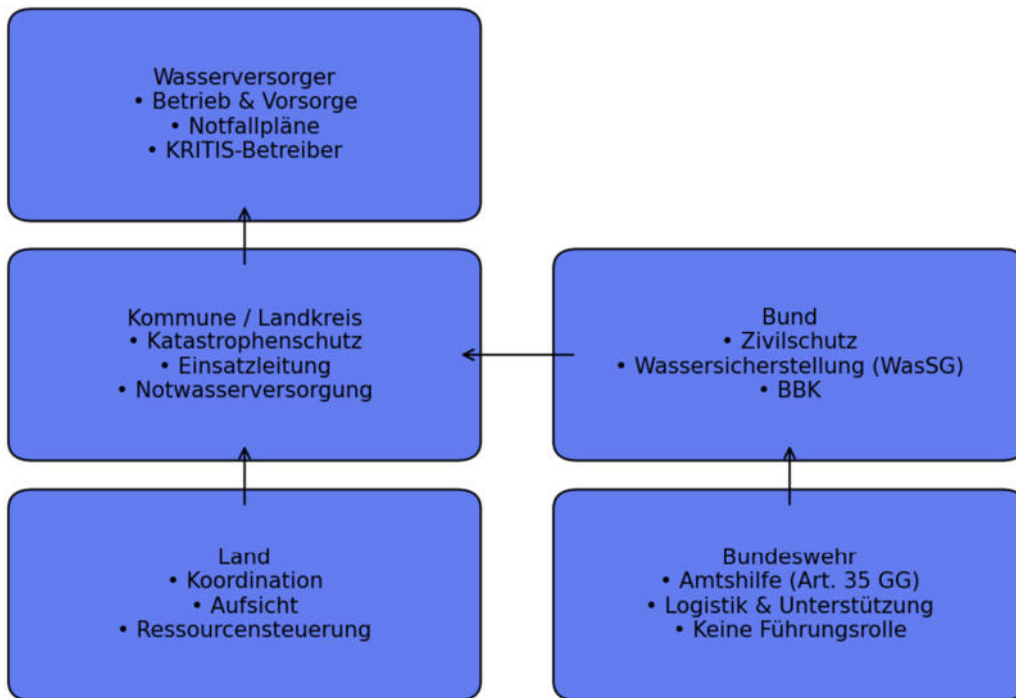 Wasserversorger
• Betrieb & Vorsorge
• Notfallpläne
• KRITIS-Betreiber
Kommune / Landkreis
• Katastrophenschutz
• Einsatzleitung
• Notwasserversorgung
Bund
• Zivilschutz
• Wassersicherstellung (WasSG)
• BBK
Land
• Koordination
• Aufsicht
• Ressourcensteuerung
Bundeswehr
• Amtshilfe (Art. 35 GG)
• Logistik & Unterstützung
• Keine Führungsrolle